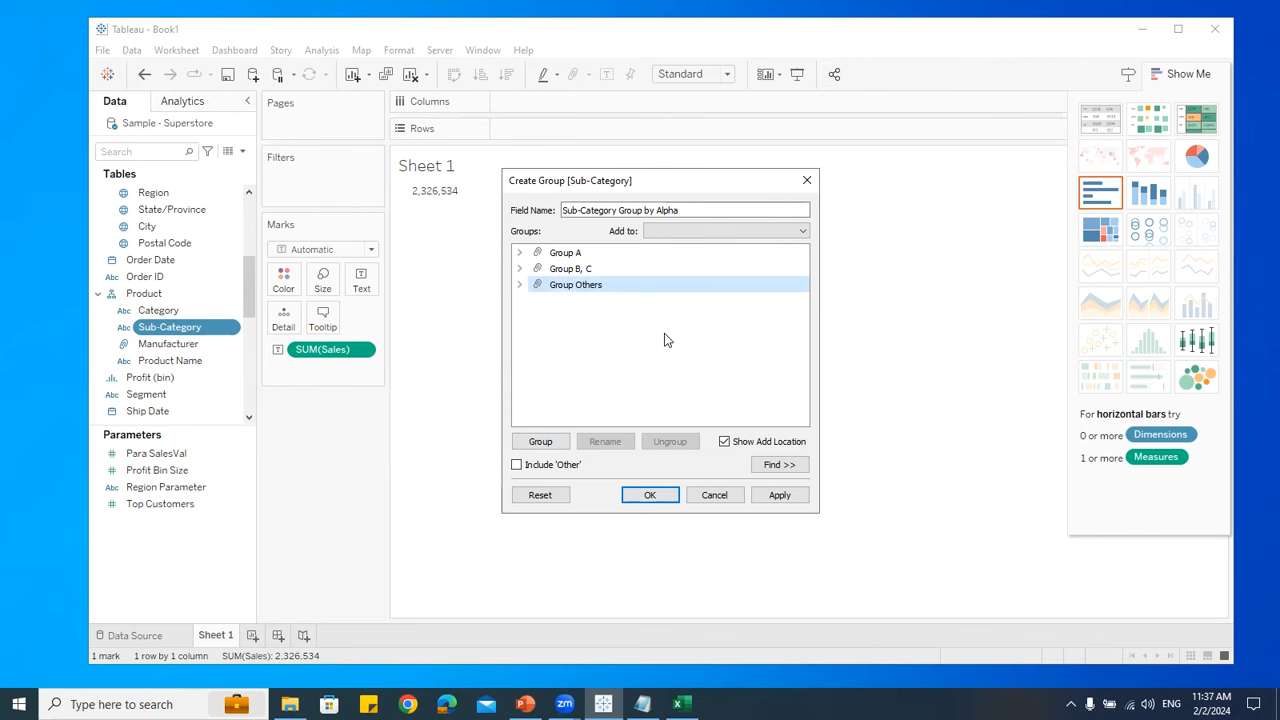 Tableau - Book1
File Data Worksheet Dashboard Story Analysis Map Format Server Window Help
Standard
Show Me
Data Analytics
Sample - Superstore
Search
Tables
Region
State/Province
City
Postal Code
Order Date
Abc Order ID
Product
Abc Category
Abc Sub-Category
Manufacturer
Abc Product Name
Profit (bin)
Abc Segment
Ship Date
Parameters
# Para SalesVal
# Profit Bin Size
Abc Region Parameter
# Top Customers
Pages
Filters
Marks
Automatic
Color Size Text
Detail Tooltip
SUM(Sales)
Columns
Rows
Sheet 1
2,326,534
Create Group [Sub-Category]
Field Name: Sub-Category Group by Alpha
Groups: Add to:
Group A
Group B, C
Group Others
Group Rename Ungroup Show Add Location
Include 'Other' Find >>
Reset OK Cancel Apply
For horizontal bars try
0 or more Dimensions
1 or more Measures
Data Source Sheet 1
1 mark 1 row by 1 column SUM(Sales): 2,326,534
Type here to search
ENG
11:37 AM
2/2/2024